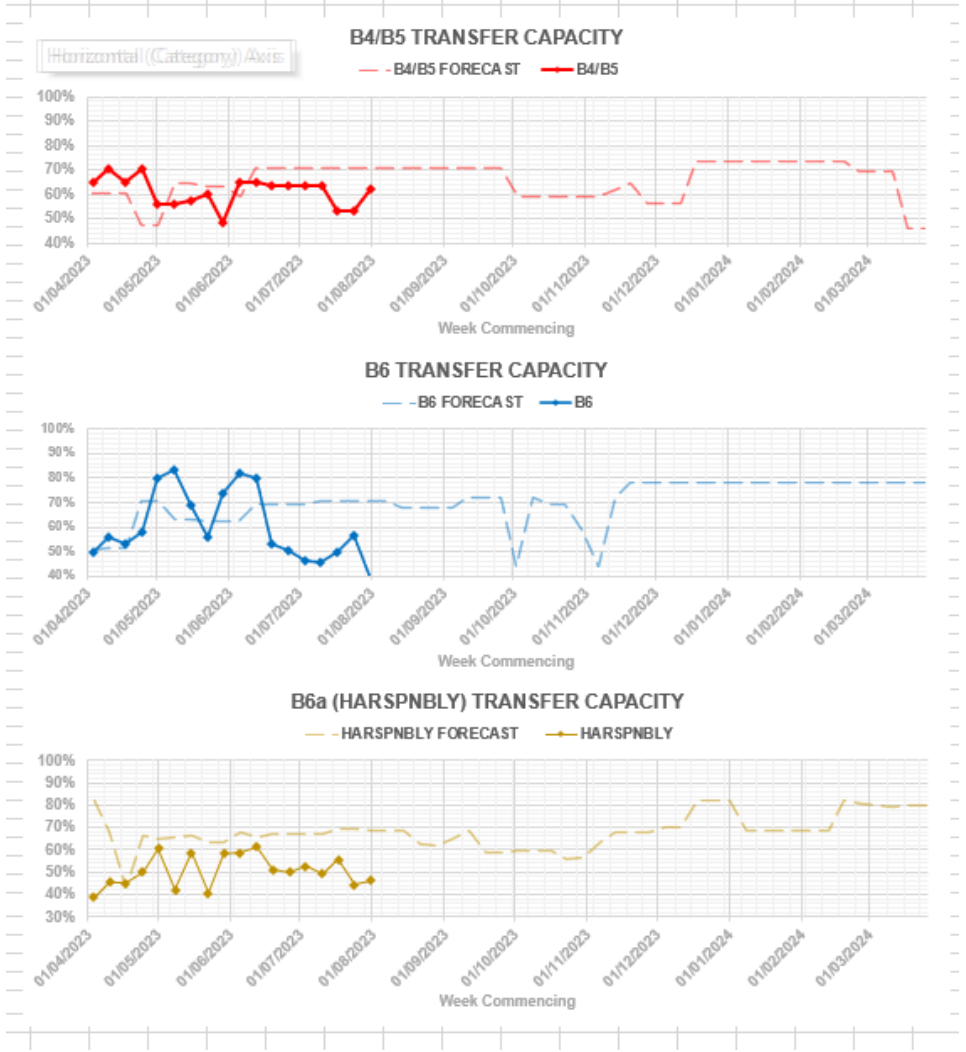 B4/B5 TRANSFER CAPACITY
Horizontal (Category) Axis
B4/B5 FORECAST B4/B5
100%
90%
80%
70%
60%
50%
40%
01/04/2023 01/05/2023 01/06/2023 01/07/2023 01/08/2023 01/09/2023 01/10/2023 01/11/2023 01/12/2023 01/01/2024 01/02/2024 01/03/2024
Week Commencing
B6 TRANSFER CAPACITY
B6 FORECAST B6
100%
90%
80%
70%
60%
50%
40%
01/04/2023 01/05/2023 01/06/2023 01/07/2023 01/08/2023 01/09/2023 01/10/2023 01/11/2023 01/12/2023 01/01/2024 01/02/2024 01/03/2024
Week Commencing
B6a (HARSPNBLY) TRANSFER CAPACITY
HARSPNBLY FORECAST HARSPNBLY
100%
90%
80%
70%
60%
50%
40%
30%
01/04/2023 01/05/2023 01/06/2023 01/07/2023 01/08/2023 01/09/2023 01/10/2023 01/11/2023 01/12/2023 01/01/2024 01/02/2024 01/03/2024
Week Commencing